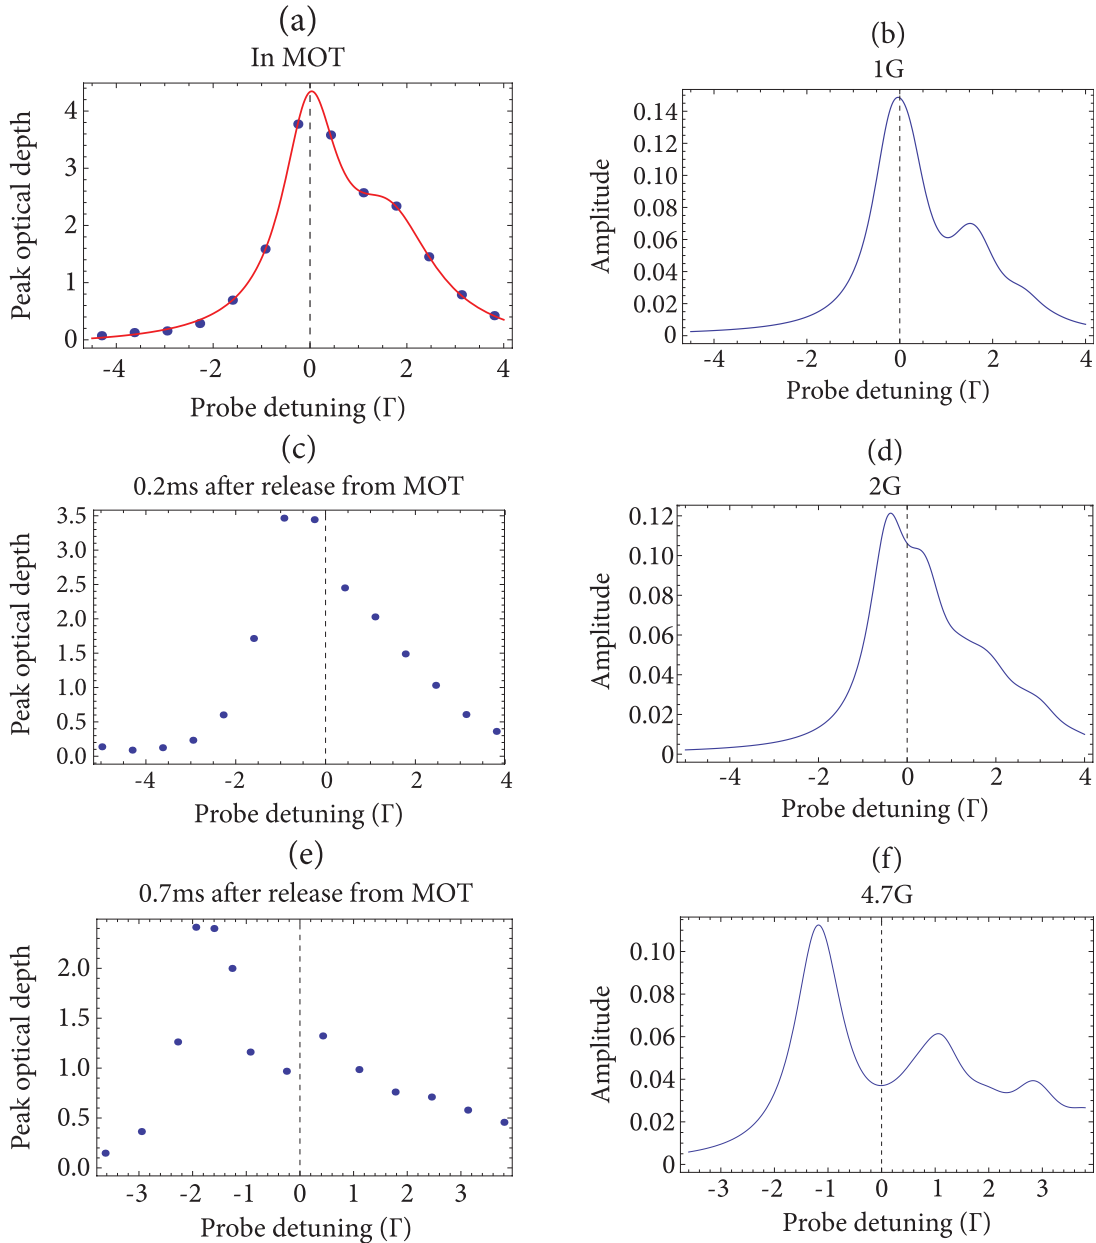 (a)
In MOT
Peak optical depth
4
3
2
1
0
-4 -2 0 2 4
Probe detuning (Γ)
(b)
1G
Amplitude
0.14
0.12
0.10
0.08
0.06
0.04
0.02
0
-4 -2 0 2 4
Probe detuning (Γ)
(c)
0.2ms after release from MOT
Peak optical depth
3.5
3.0
2.5
2.0
1.5
1.0
0.5
0.0
-4 -2 0 2 4
Probe detuning (Γ)
(d)
2G
Amplitude
0.12
0.10
0.08
0.06
0.04
0.02
0
-4 -2 0 2 4
Probe detuning (Γ)
(e)
0.7ms after release from MOT
Peak optical depth
2.0
1.5
1.0
0.5
0.0
-3 -2 -1 0 1 2 3
Probe detuning (Γ)
(f)
4.7G
Amplitude
0.10
0.08
0.06
0.04
0.02
0
-3 -2 -1 0 1 2 3
Probe detuning (Γ)